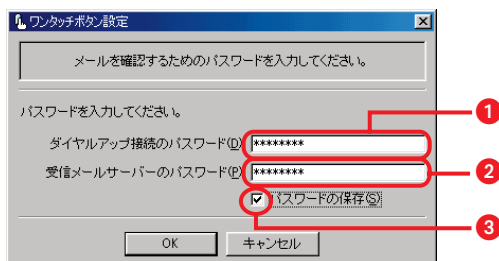 ワンタッチボタン設定
メールを確認するためのパスワードを入力してください。
パスワードを入力してください。
ダイヤルアップ接続のパスワード(D) ******** 1
受信メールサーバーのパスワード(P) ******** 2
パスワードの保存(S)
3
OK キャンセル